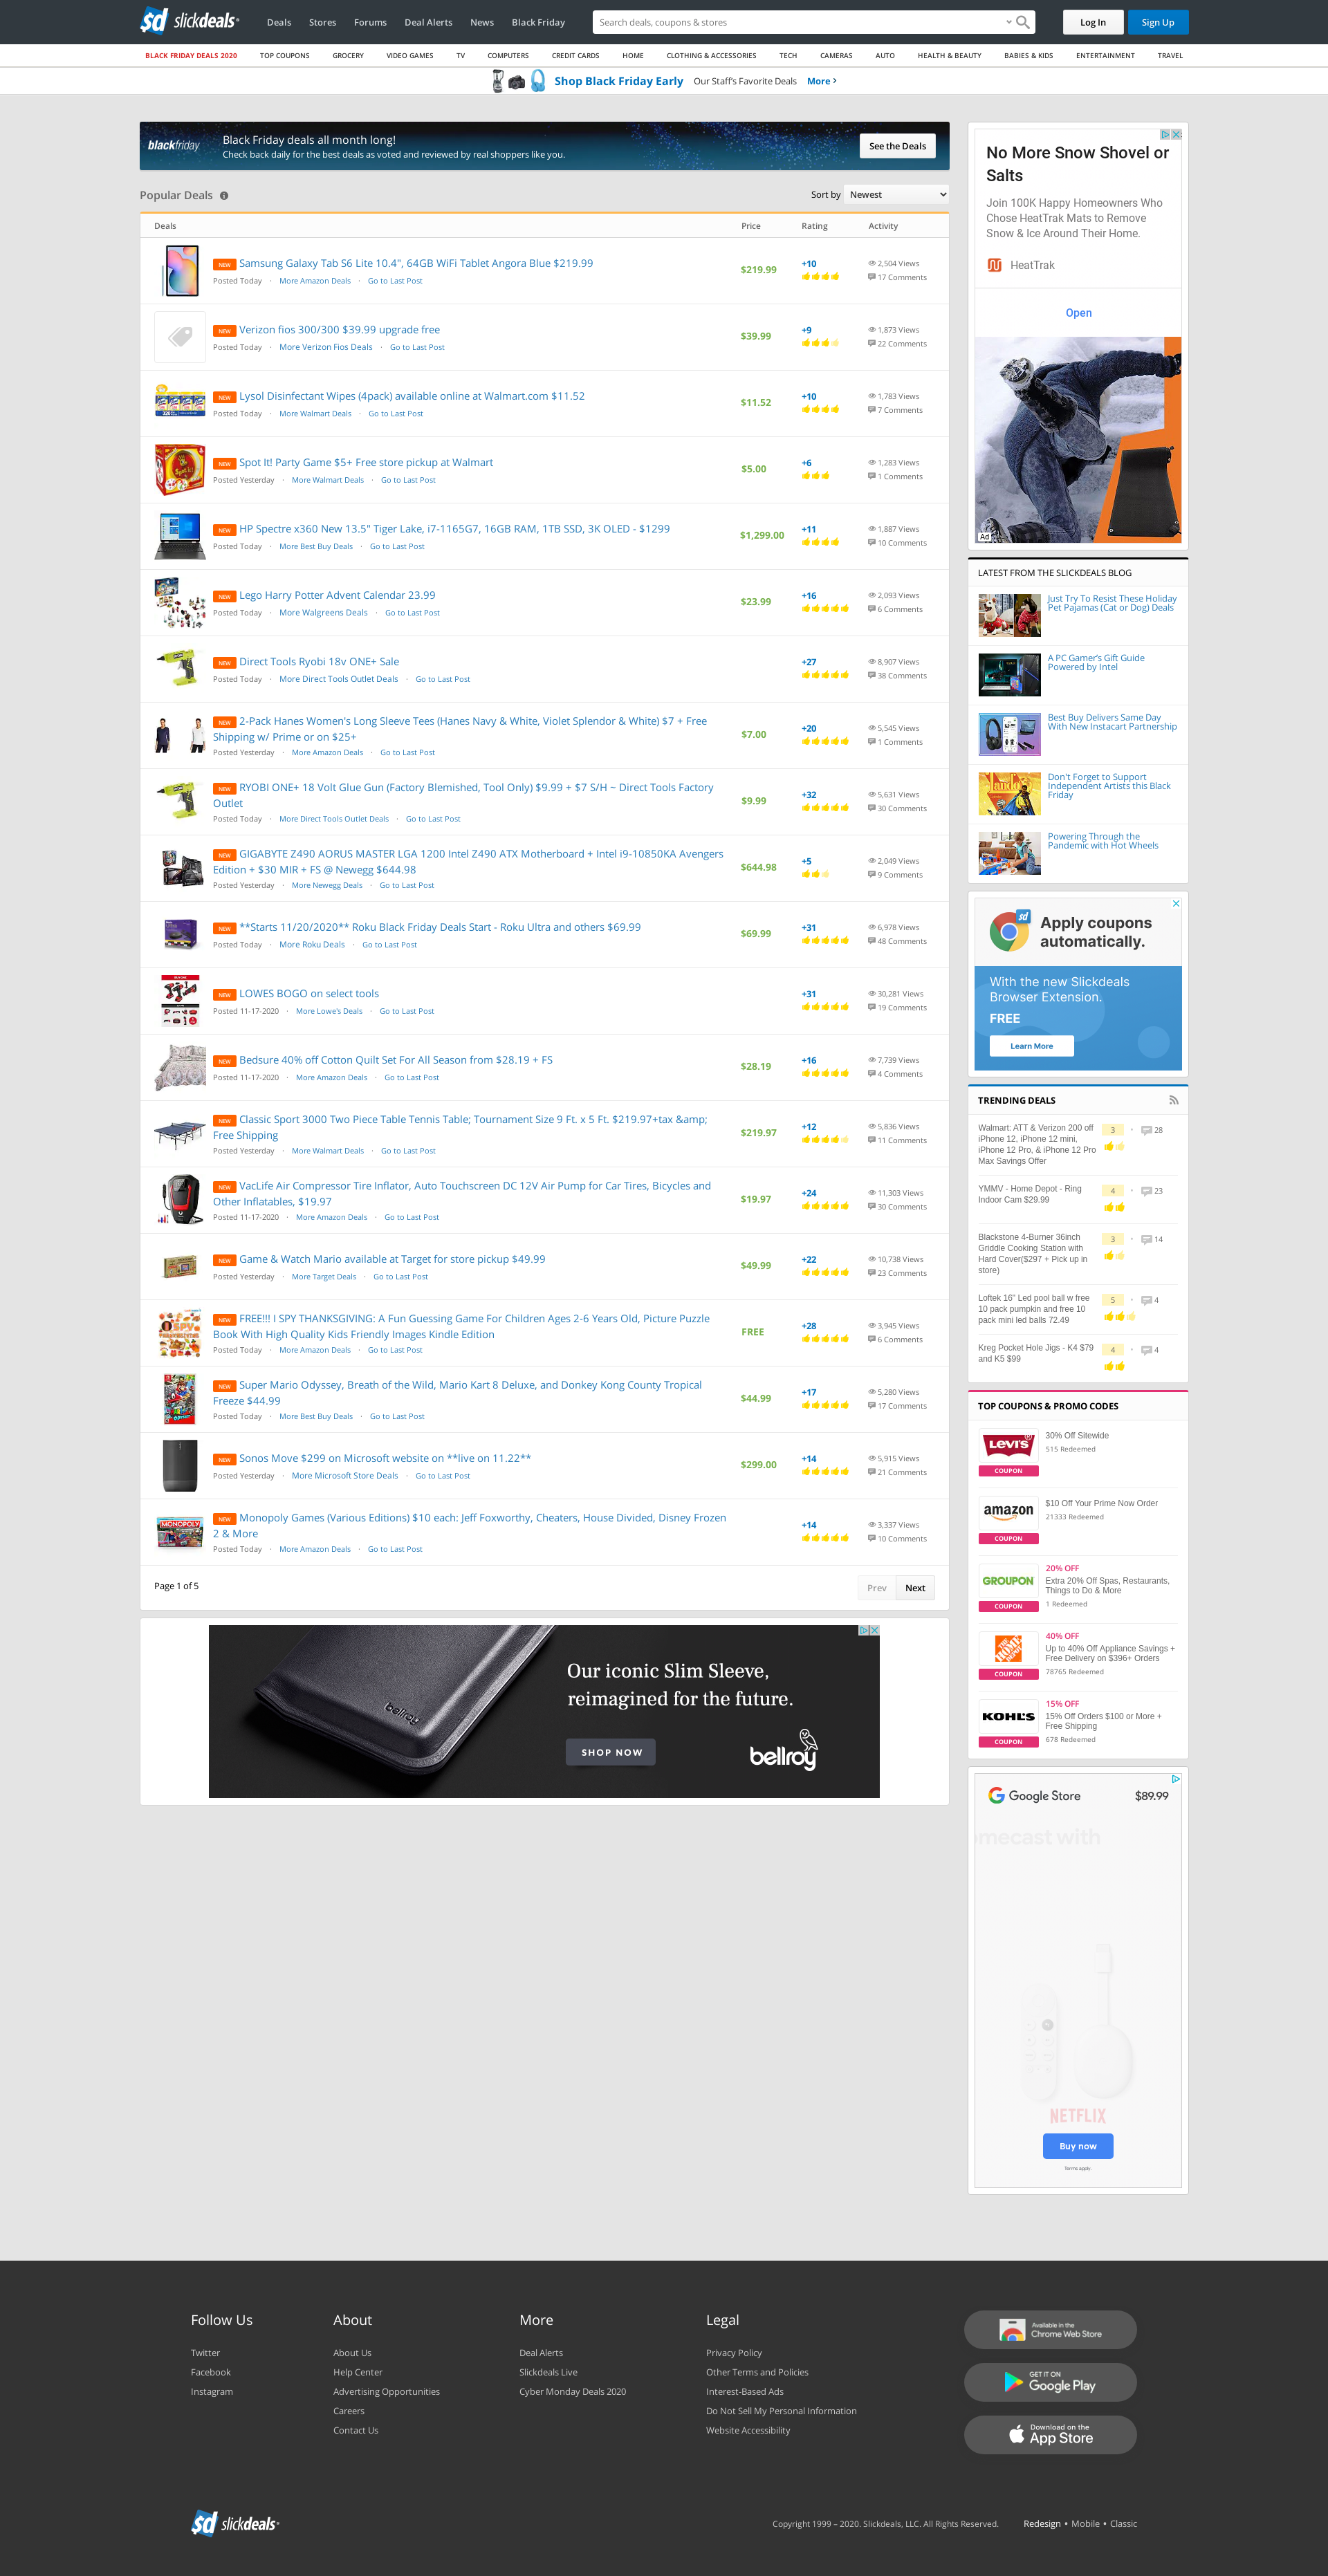 slickdeals
Deals Stores Forums Deal Alerts News Black Friday
Search deals, coupons & stores
Log In Sign Up
BLACK FRIDAY DEALS 2020 TOP COUPONS GROCERY VIDEO GAMES TV COMPUTERS CREDIT CARDS HOME CLOTHING & ACCESSORIES TECH CAMERAS AUTO HEALTH & BEAUTY BABIES & KIDS ENTERTAINMENT TRAVEL
Shop Black Friday Early Our Staff's Favorite Deals More ›
blackfriday
Black Friday deals all month long!
Check back daily for the best deals as voted and reviewed by real shoppers like you.
See the Deals
Popular Deals
Sort by Newest
Deals Price Rating Activity
NEW Samsung Galaxy Tab S6 Lite 10.4", 64GB WiFi Tablet Angora Blue $219.99
Posted Today · More Amazon Deals · Go to Last Post
$219.99
+10
2,504 Views
17 Comments
NEW Verizon fios 300/300 $39.99 upgrade free
Posted Today · More Verizon Fios Deals · Go to Last Post
$39.99
+9
1,873 Views
22 Comments
NEW Lysol Disinfectant Wipes (4pack) available online at Walmart.com $11.52
Posted Today · More Walmart Deals · Go to Last Post
$11.52
+10
1,783 Views
7 Comments
NEW Spot It! Party Game $5+ Free store pickup at Walmart
Posted Yesterday · More Walmart Deals · Go to Last Post
$5.00
+6
1,283 Views
1 Comments
NEW HP Spectre x360 New 13.5" Tiger Lake, i7-1165G7, 16GB RAM, 1TB SSD, 3K OLED - $1299
Posted Today · More Best Buy Deals · Go to Last Post
$1,299.00
+11
1,887 Views
10 Comments
NEW Lego Harry Potter Advent Calendar 23.99
Posted Today · More Walgreens Deals · Go to Last Post
$23.99
+16
2,093 Views
6 Comments
NEW Direct Tools Ryobi 18v ONE+ Sale
Posted Today · More Direct Tools Outlet Deals · Go to Last Post
+27
8,907 Views
38 Comments
NEW 2-Pack Hanes Women's Long Sleeve Tees (Hanes Navy & White, Violet Splendor & White) $7 + Free
Shipping w/ Prime or on $25+
Posted Yesterday · More Amazon Deals · Go to Last Post
$7.00
+20
5,545 Views
1 Comments
NEW RYOBI ONE+ 18 Volt Glue Gun (Factory Blemished, Tool Only) $9.99 + $7 S/H ~ Direct Tools Factory
Outlet
Posted Today · More Direct Tools Outlet Deals · Go to Last Post
$9.99
+32
5,631 Views
30 Comments
NEW GIGABYTE Z490 AORUS MASTER LGA 1200 Intel Z490 ATX Motherboard + Intel i9-10850KA Avengers
Edition + $30 MIR + FS @ Newegg $644.98
Posted Yesterday · More Newegg Deals · Go to Last Post
$644.98
+5
2,049 Views
9 Comments
NEW **Starts 11/20/2020** Roku Black Friday Deals Start - Roku Ultra and others $69.99
Posted Today · More Roku Deals · Go to Last Post
$69.99
+31
6,978 Views
48 Comments
NEW LOWES BOGO on select tools
Posted 11-17-2020 · More Lowe's Deals · Go to Last Post
+31
30,281 Views
19 Comments
NEW Bedsure 40% off Cotton Quilt Set For All Season from $28.19 + FS
Posted 11-17-2020 · More Amazon Deals · Go to Last Post
$28.19
+16
7,739 Views
4 Comments
NEW Classic Sport 3000 Two Piece Table Tennis Table; Tournament Size 9 Ft. x 5 Ft. $219.97+tax &amp;
Free Shipping
Posted Yesterday · More Walmart Deals · Go to Last Post
$219.97
+12
5,836 Views
11 Comments
NEW VacLife Air Compressor Tire Inflator, Auto Touchscreen DC 12V Air Pump for Car Tires, Bicycles and
Other Inflatables, $19.97
Posted 11-17-2020 · More Amazon Deals · Go to Last Post
$19.97
+24
11,303 Views
30 Comments
NEW Game & Watch Mario available at Target for store pickup $49.99
Posted Yesterday · More Target Deals · Go to Last Post
$49.99
+22
10,738 Views
23 Comments
NEW FREE!!! I SPY THANKSGIVING: A Fun Guessing Game For Children Ages 2-6 Years Old, Picture Puzzle
Book With High Quality Kids Friendly Images Kindle Edition
Posted Today · More Amazon Deals · Go to Last Post
FREE
+28
3,945 Views
6 Comments
NEW Super Mario Odyssey, Breath of the Wild, Mario Kart 8 Deluxe, and Donkey Kong County Tropical
Freeze $44.99
Posted Today · More Best Buy Deals · Go to Last Post
$44.99
+17
5,280 Views
17 Comments
NEW Sonos Move $299 on Microsoft website on **live on 11.22**
Posted Yesterday · More Microsoft Store Deals · Go to Last Post
$299.00
+14
5,915 Views
21 Comments
NEW Monopoly Games (Various Editions) $10 each: Jeff Foxworthy, Cheaters, House Divided, Disney Frozen
2 & More
Posted Today · More Amazon Deals · Go to Last Post
+14
3,337 Views
10 Comments
Page 1 of 5
Prev Next
Our iconic Slim Sleeve,
reimagined for the future.
SHOP NOW
bellroy
bellroy
No More Snow Shovel or
Salts
Join 100K Happy Homeowners Who
Chose HeatTrak Mats to Remove
Snow & Ice Around Their Home.
HeatTrak
Open
Ad
LATEST FROM THE SLICKDEALS BLOG
Just Try To Resist These Holiday
Pet Pajamas (Cat or Dog) Deals
A PC Gamer's Gift Guide
Powered by Intel
Best Buy Delivers Same Day
With New Instacart Partnership
Don't Forget to Support
Independent Artists this Black
Friday
Powering Through the
Pandemic with Hot Wheels
Apply coupons
automatically.
With the new Slickdeals
Browser Extension.
FREE
Learn More
TRENDING DEALS
Walmart: ATT & Verizon 200 off
iPhone 12, iPhone 12 mini,
iPhone 12 Pro, & iPhone 12 Pro
Max Savings Offer
3 28
YMMV - Home Depot - Ring
Indoor Cam $29.99
4 23
Blackstone 4-Burner 36inch
Griddle Cooking Station with
Hard Cover($297 + Pick up in
store)
3 14
Loftek 16" Led pool ball w free
10 pack pumpkin and free 10
pack mini led balls 72.49
5 4
Kreg Pocket Hole Jigs - K4 $79
and K5 $99
4 4
TOP COUPONS & PROMO CODES
LEVI'S
COUPON
30% Off Sitewide
515 Redeemed
amazon
COUPON
$10 Off Your Prime Now Order
21333 Redeemed
GROUPON
COUPON
20% OFF
Extra 20% Off Spas, Restaurants,
Things to Do & More
1 Redeemed
THE HOME DEPOT
COUPON
40% OFF
Up to 40% Off Appliance Savings +
Free Delivery on $396+ Orders
78765 Redeemed
KOHL'S
COUPON
15% OFF
15% Off Orders $100 or More +
Free Shipping
678 Redeemed
Google Store $89.99
omecast with
NETFLIX
Buy now
Terms apply.
Follow Us
Twitter
Facebook
Instagram
About
About Us
Help Center
Advertising Opportunities
Careers
Contact Us
More
Deal Alerts
Slickdeals Live
Cyber Monday Deals 2020
Legal
Privacy Policy
Other Terms and Policies
Interest-Based Ads
Do Not Sell My Personal Information
Website Accessibility
Available in the
Chrome Web Store
GET IT ON
Google Play
Download on the
App Store
slickdeals
Copyright 1999 – 2020. Slickdeals, LLC. All Rights Reserved.
Redesign • Mobile • Classic